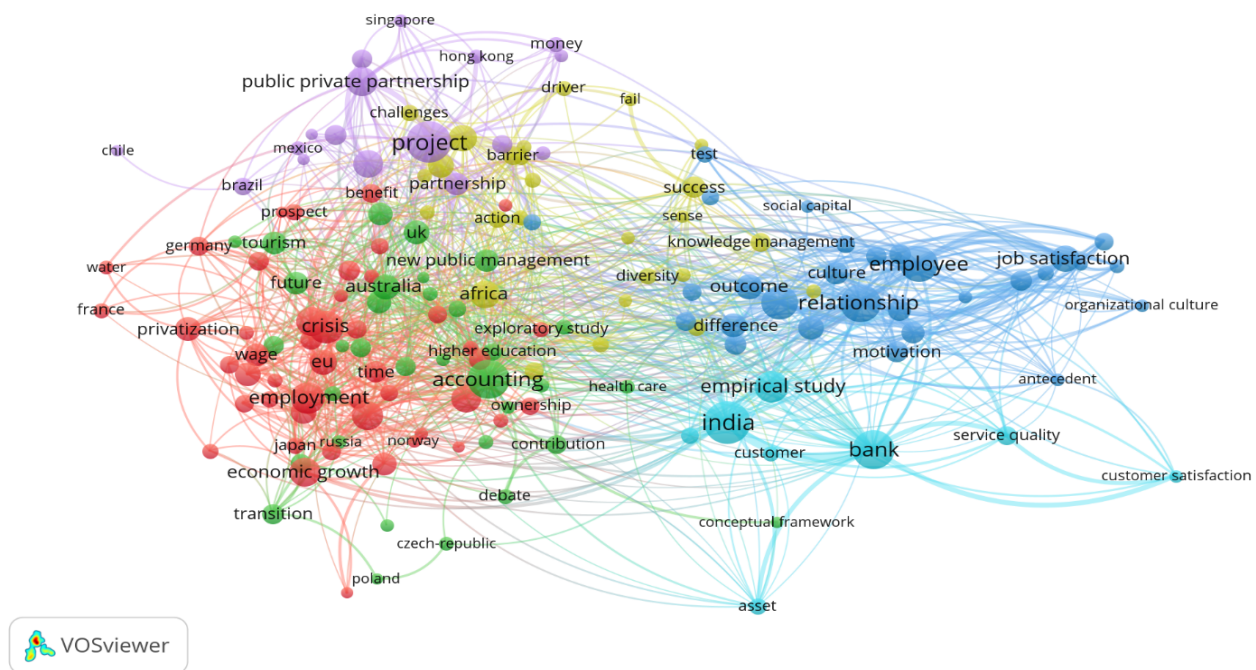 singapore
money
hong kong
public private partnership
driver
fail
challenges
project
chile
mexico
barrier
test
brazil
partnership
benefit
success
prospect
action
social capital
sense
uk
germany
tourism
knowledge management
new public management
water
employee
job satisfaction
culture
diversity
future
australia
outcome
africa
france
relationship
organizational culture
privatization
crisis
exploratory study
difference
wage
eu
higher education
motivation
time
accounting
health care
empirical study
antecedent
employment
ownership
india
japan
russia
norway
contribution
customer
bank
service quality
economic growth
customer satisfaction
debate
transition
conceptual framework
czech-republic
poland
asset
VOSviewer